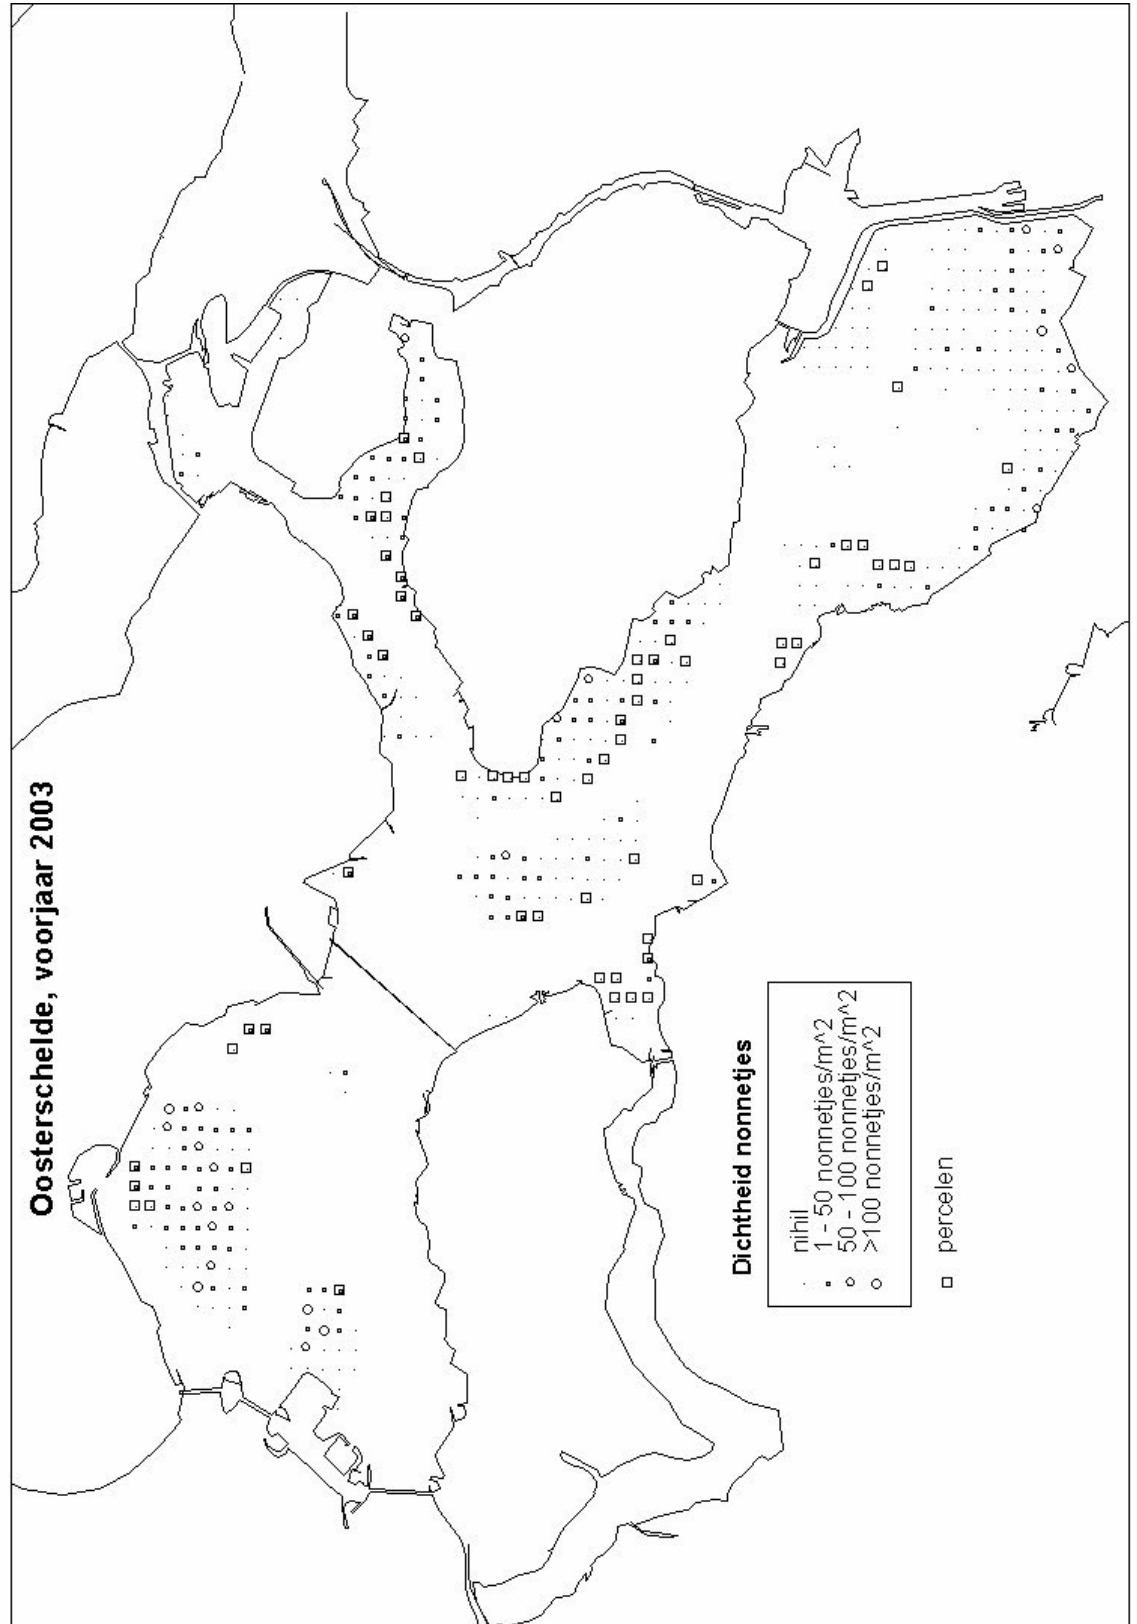 Oosterschelde, voorjaar 2003
Dichtheid nonnetjes
nihil
1 - 50 nonnetjes/m^2
50 - 100 nonnetjes/m^2
>100 nonnetjes/m^2
percelen